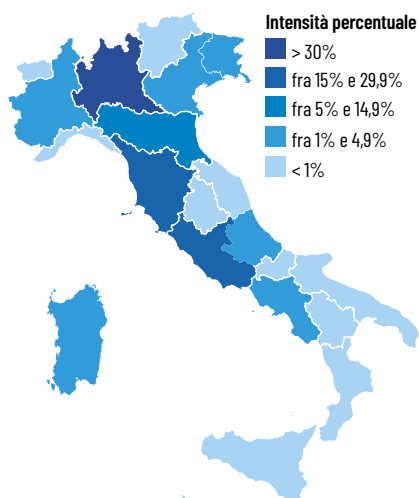 Intensità percentuale
> 30%
fra 15% e 29,9%
fra 5% e 14,9%
fra 1% e 4,9%
< 1%